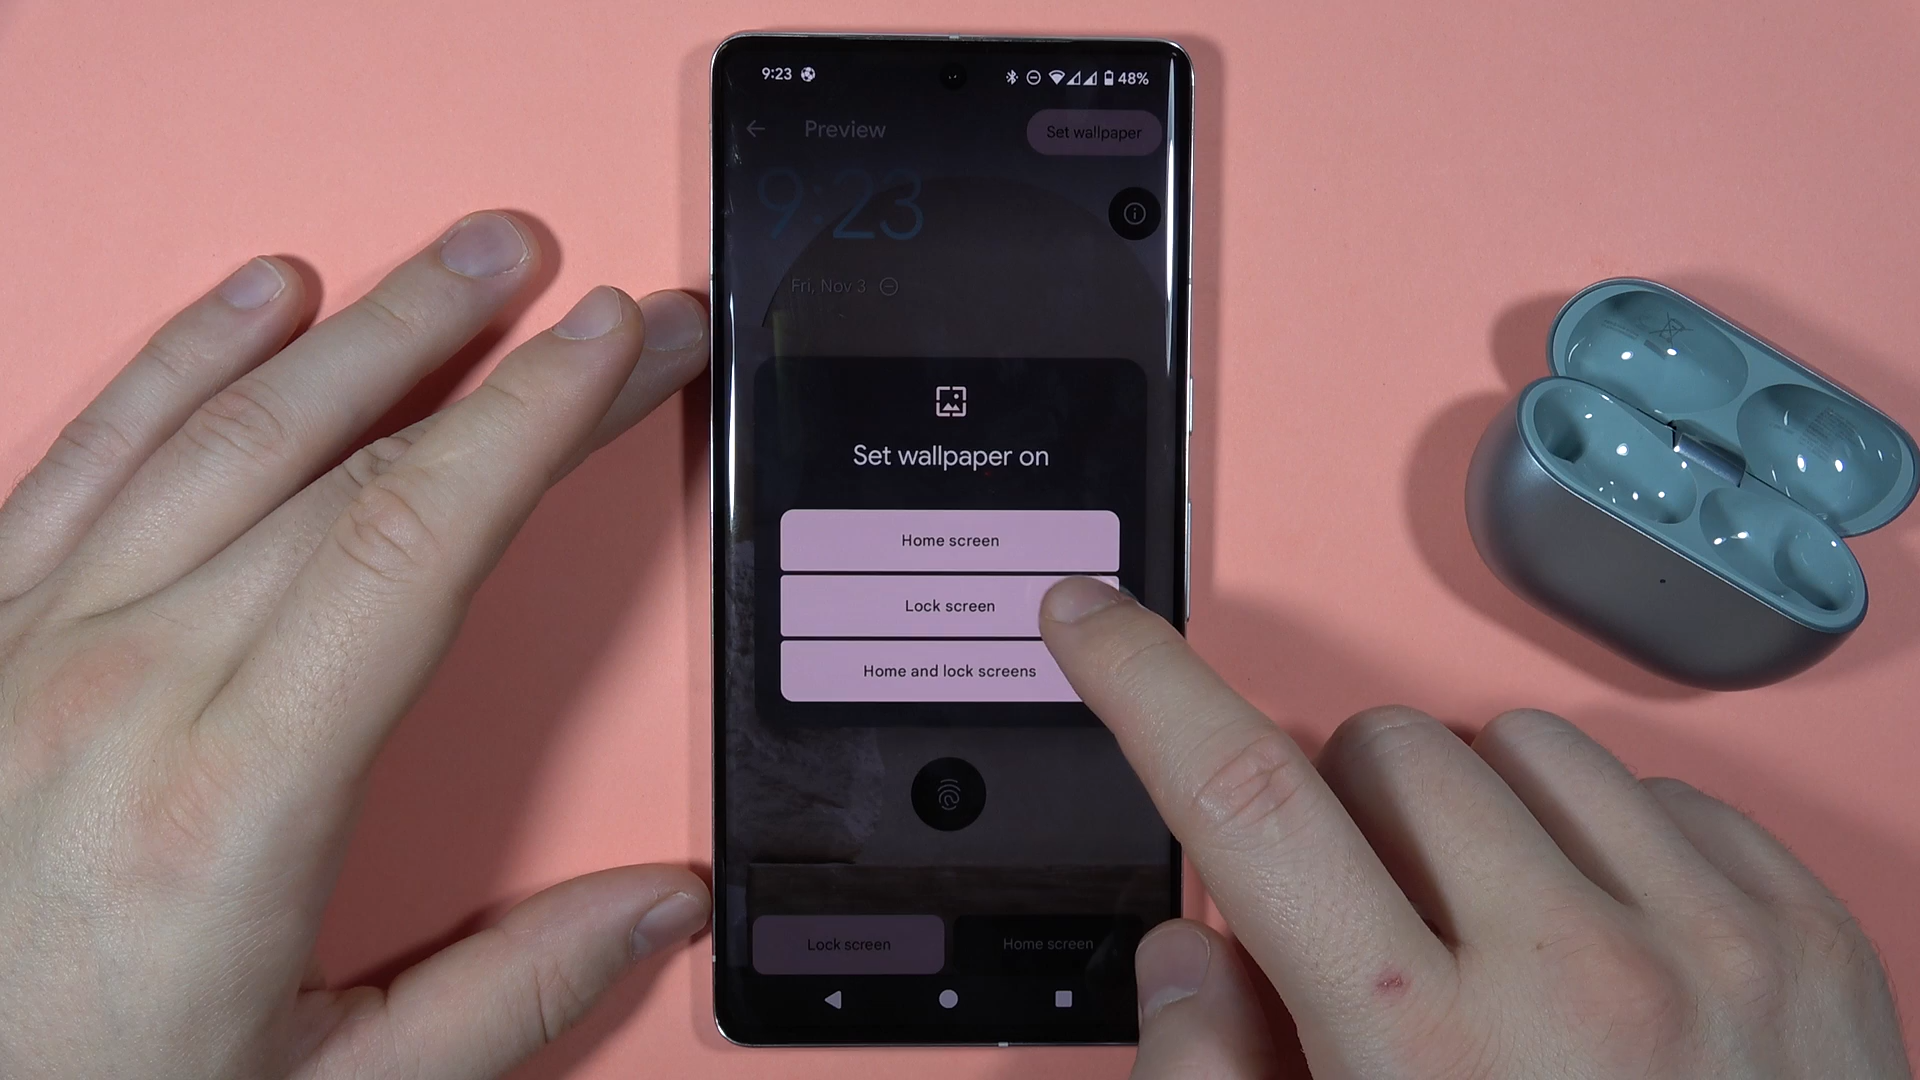 9:23
48%
Preview
Set wallpaper
9:23
Fri, Nov 3
Set wallpaper on
Home screen
Lock screen
Home and lock screens
Lock screen
Home screen